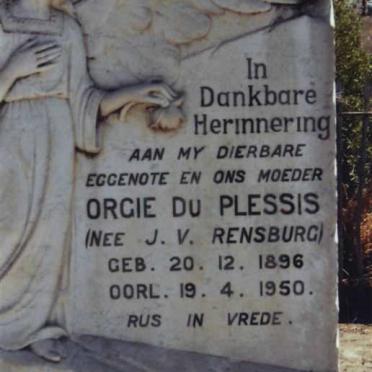 In
Dankbare
Herinnering
AAN MY DIERBARE
EGGENOTE EN ONS MOEDER
ORGIE DU PLESSIS
(NEE J. V. RENSBURG)
GEB. 20. 12. 1896
OORL. 19. 4. 1950.
RUS IN VREDE.